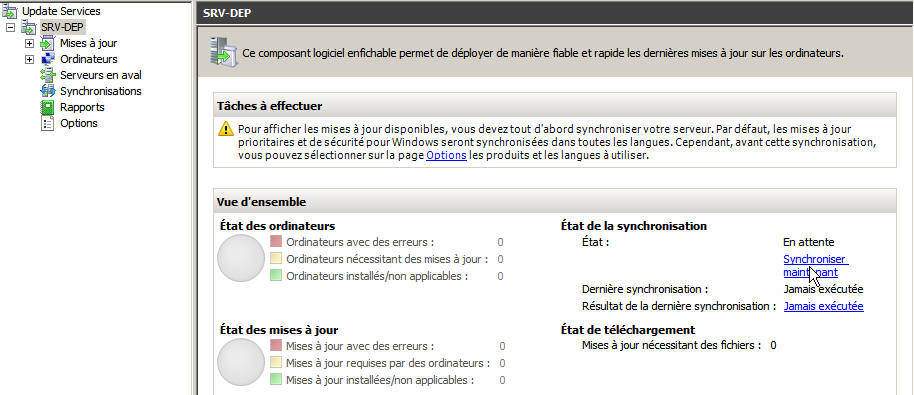 Update Services
SRV-DEP
Mises à jour
Ordinateurs
Serveurs en aval
Synchronisations
Rapports
Options
SRV-DEP
Ce composant logiciel enfichable permet de déployer de manière fiable et rapide les dernières mises à jour sur les ordinateurs.
Tâches à effectuer
Pour afficher les mises à jour disponibles, vous devez tout d'abord synchroniser votre serveur. Par défaut, les mises à jour
prioritaires et de sécurité pour Windows seront synchronisées dans toutes les langues. Cependant, avant cette synchronisation,
vous pouvez sélectionner sur la page Options les produits et les langues à utiliser.
Vue d'ensemble
État des ordinateurs
Ordinateurs avec des erreurs : 0
Ordinateurs nécessitant des mises à jour : 0
Ordinateurs installés/non applicables : 0
État des mises à jour
Mises à jour avec des erreurs : 0
Mises à jour requises par des ordinateurs : 0
Mises à jour installées/non applicables : 0
État de la synchronisation
État : En attente
Synchroniser
maintenant
Dernière synchronisation : Jamais exécutée
Résultat de la dernière synchronisation : Jamais exécutée
État de téléchargement
Mises à jour nécessitant des fichiers : 0